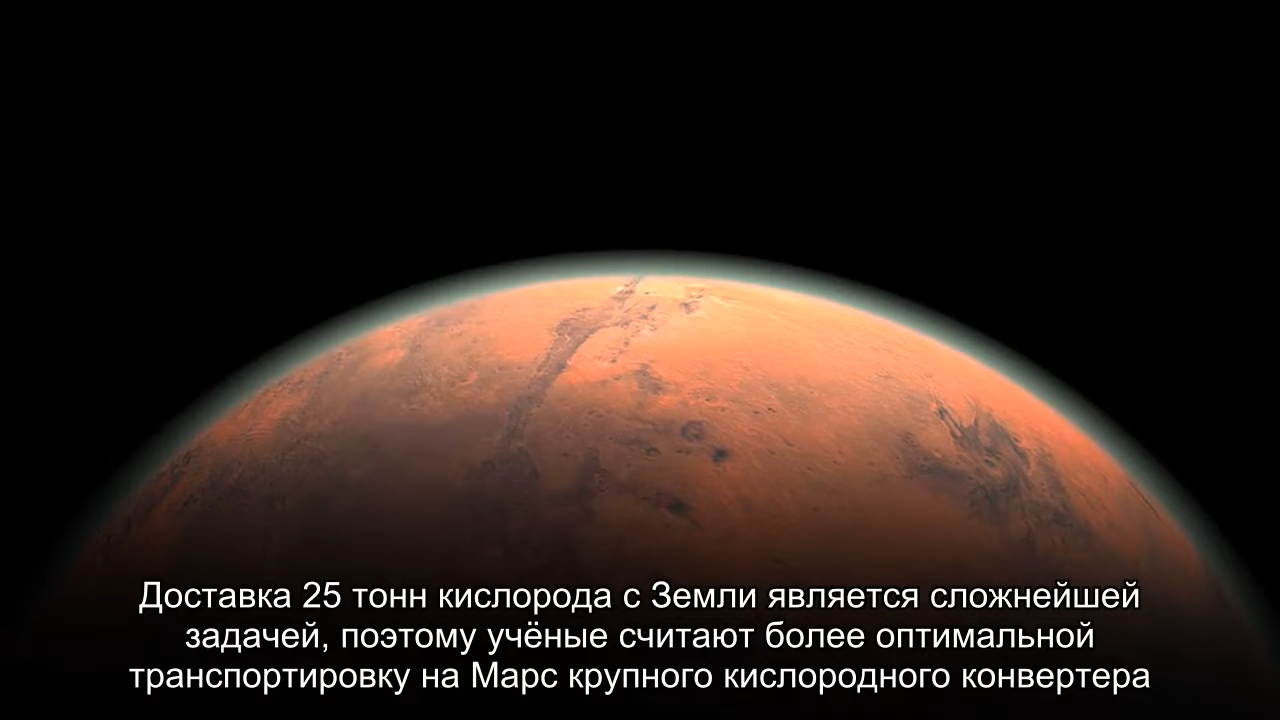 Доставка 25 тонн кислорода с Земли является сложнейшей
задачей, поэтому учёные считают более оптимальной
транспортировку на Марс крупного кислородного конвертера